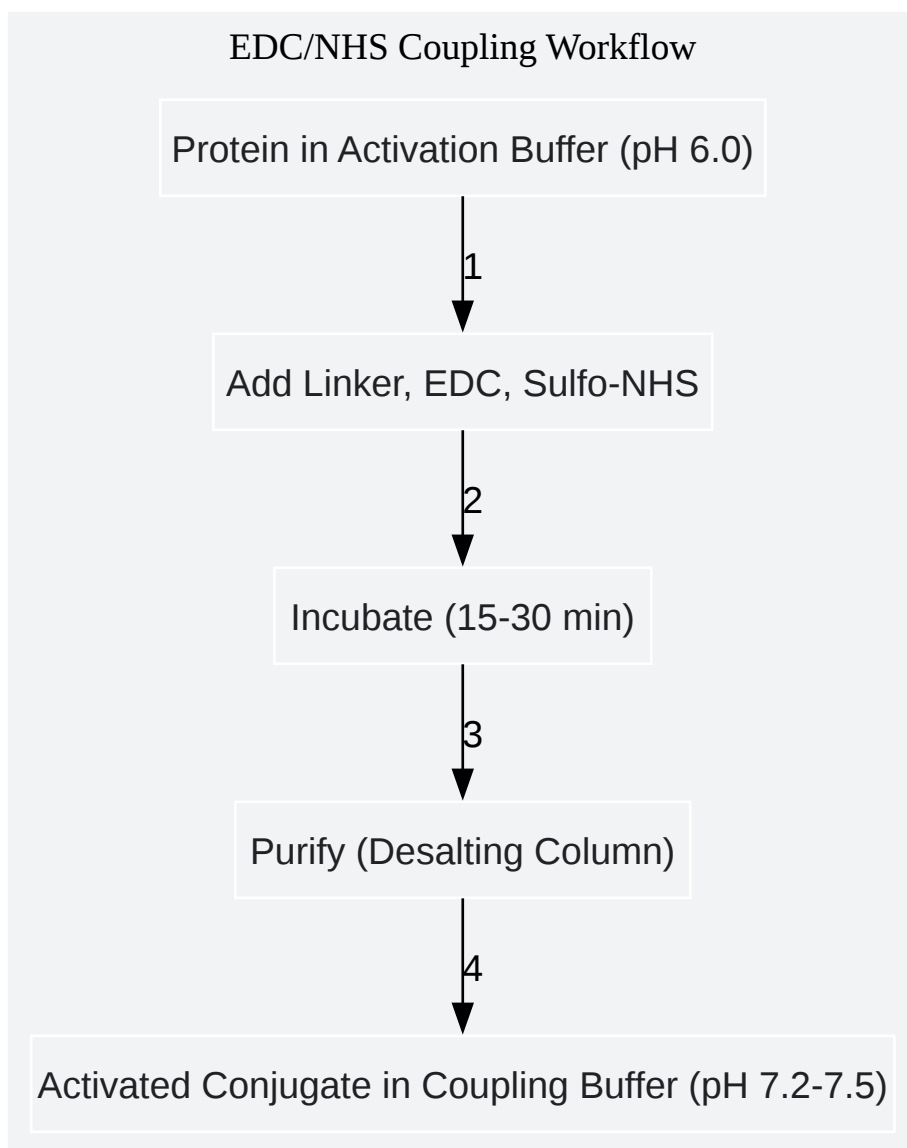 EDC/NHS Coupling Workflow
Protein in Activation Buffer (pH 6.0)
1
Add Linker, EDC, Sulfo-NHS
2
Incubate (15-30 min)
3
Purify (Desalting Column)
4
Activated Conjugate in Coupling Buffer (pH 7.2-7.5)